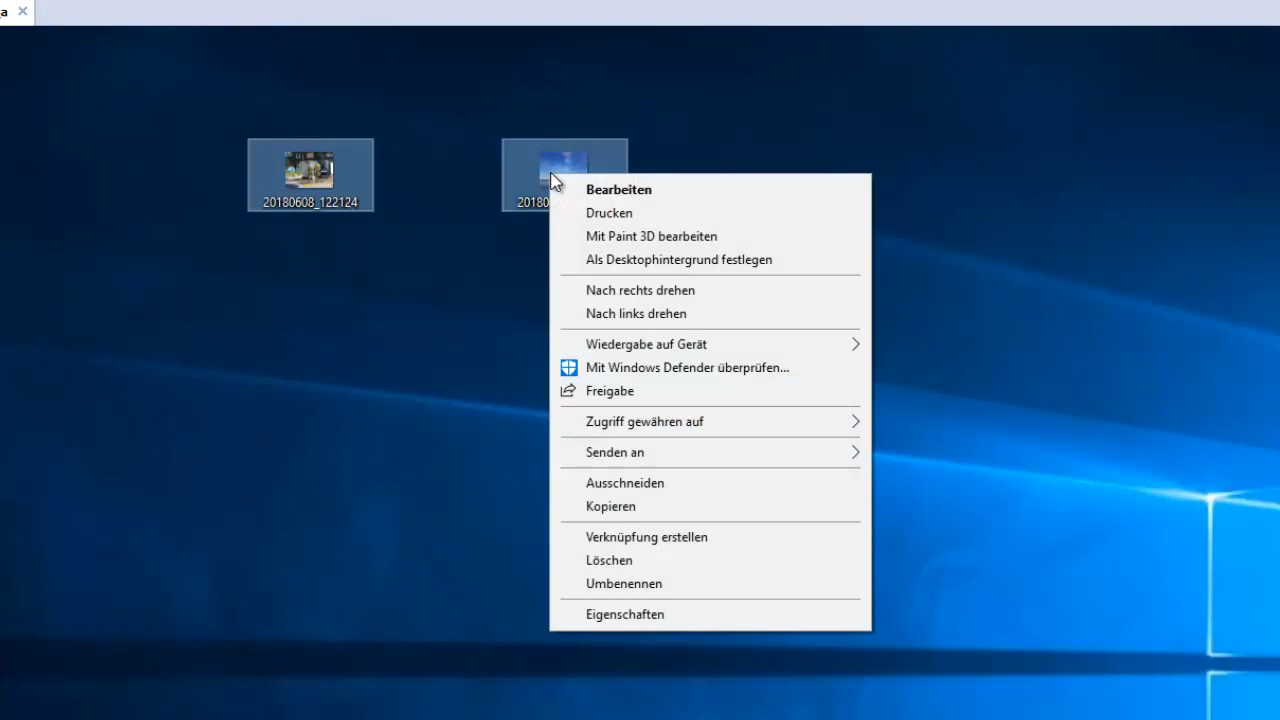 a
20180608_122124
20180
Bearbeiten
Drucken
Mit Paint 3D bearbeiten
Als Desktophintergrund festlegen
Nach rechts drehen
Nach links drehen
Wiedergabe auf Gerät
Mit Windows Defender überprüfen...
Freigabe
Zugriff gewähren auf
Senden an
Ausschneiden
Kopieren
Verknüpfung erstellen
Löschen
Umbenennen
Eigenschaften